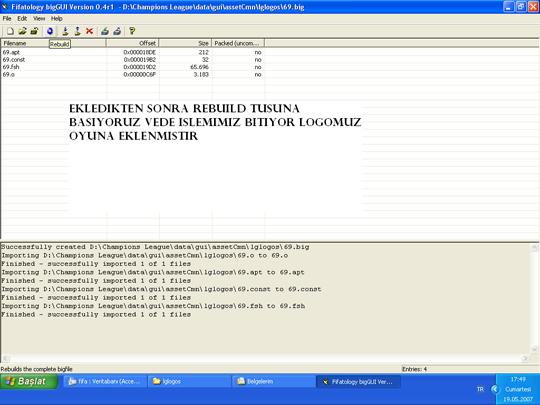 Fifatology bigGUI Version 0.4r1 - D:\Champions League\data\gui\assetCmn\lglogos\69.big
File Edit View Help
Filename Offset Size Packed (uncom...
Rebuild
69.apt 0x000018DE 212 no
69.const 0x000019B2 32 no
69.fsh 0x000019D2 65.696 no
69.o 0x00000C6F 3.183 no
EKLEDIKTEN SONRA REBUILD TUSUNA
BASIYORUZ VEDE ISLEMIMIZ BITIYOR LOGOMUZ
OYUNA EKLENMISTIR
Successfully created D:\Champions League\data\gui\assetCmn\lglogos\69.big
Importing D:\Champions League\data\gui\assetCmn\lglogos\69.o to 69.o
Finished - successfully imported 1 of 1 files
Importing D:\Champions League\data\gui\assetCmn\lglogos\69.apt to 69.apt
Finished - successfully imported 1 of 1 files
Importing D:\Champions League\data\gui\assetCmn\lglogos\69.const to 69.const
Finished - successfully imported 1 of 1 files
Importing D:\Champions League\data\gui\assetCmn\lglogos\69.fsh to 69.fsh
Finished - successfully imported 1 of 1 files
Rebuilds the complete bigfile Entries: 4
Başlat fifa : Veritabanı (Acce... lglogos Belgelerim Fifatology bigGUI Ver... TR 17:49
Cumartesi
19.05.2007